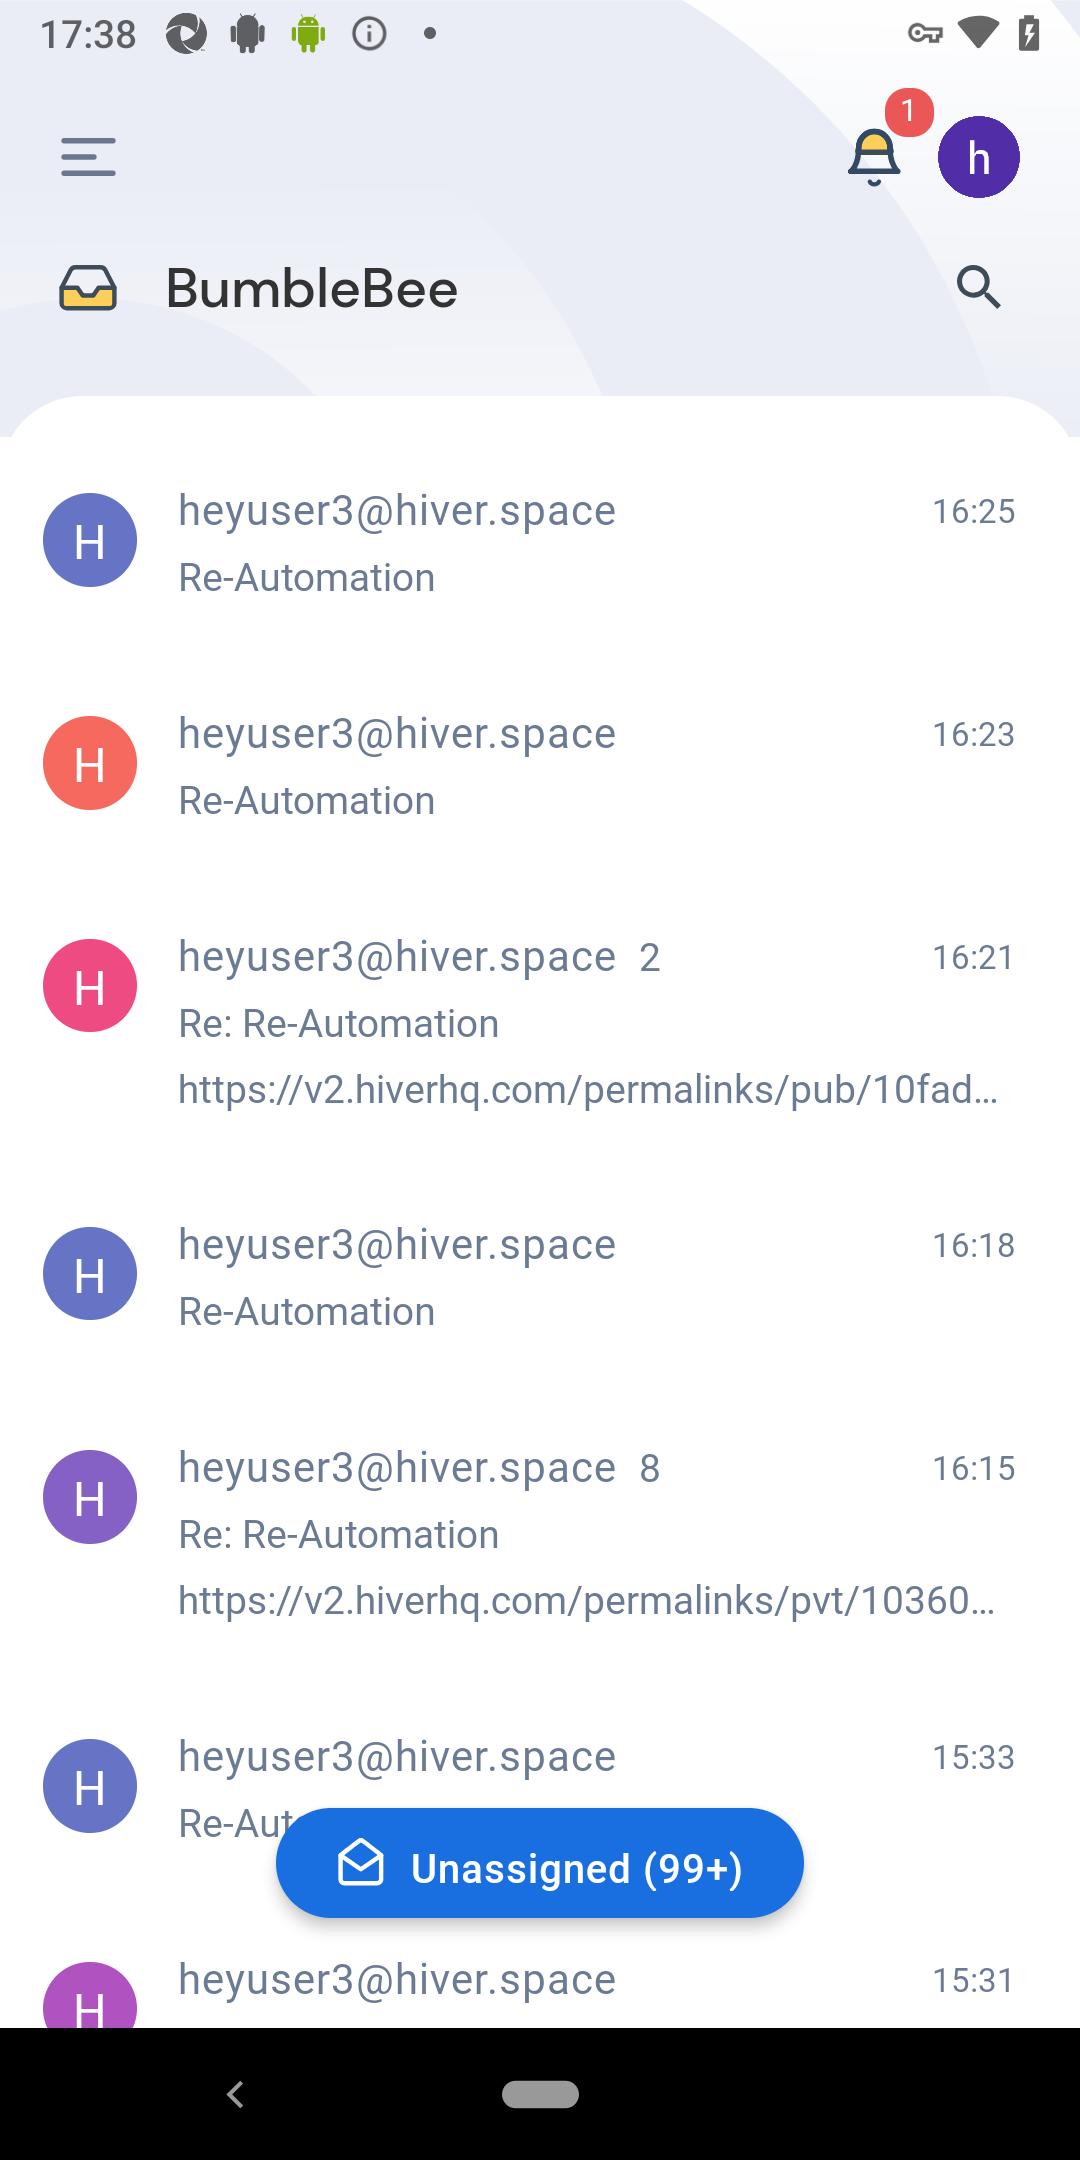 17:38
1
h
BumbleBee
H heyuser3@hiver.space 16:25
Re-Automation
H heyuser3@hiver.space 16:23
Re-Automation
H heyuser3@hiver.space 2 16:21
Re: Re-Automation
https://v2.hiverhq.com/permalinks/pub/10fad...
H heyuser3@hiver.space 16:18
Re-Automation
H heyuser3@hiver.space 8 16:15
Re: Re-Automation
https://v2.hiverhq.com/permalinks/pvt/10360...
H heyuser3@hiver.space 15:33
Re-Aut
Unassigned (99+)
H heyuser3@hiver.space 15:31